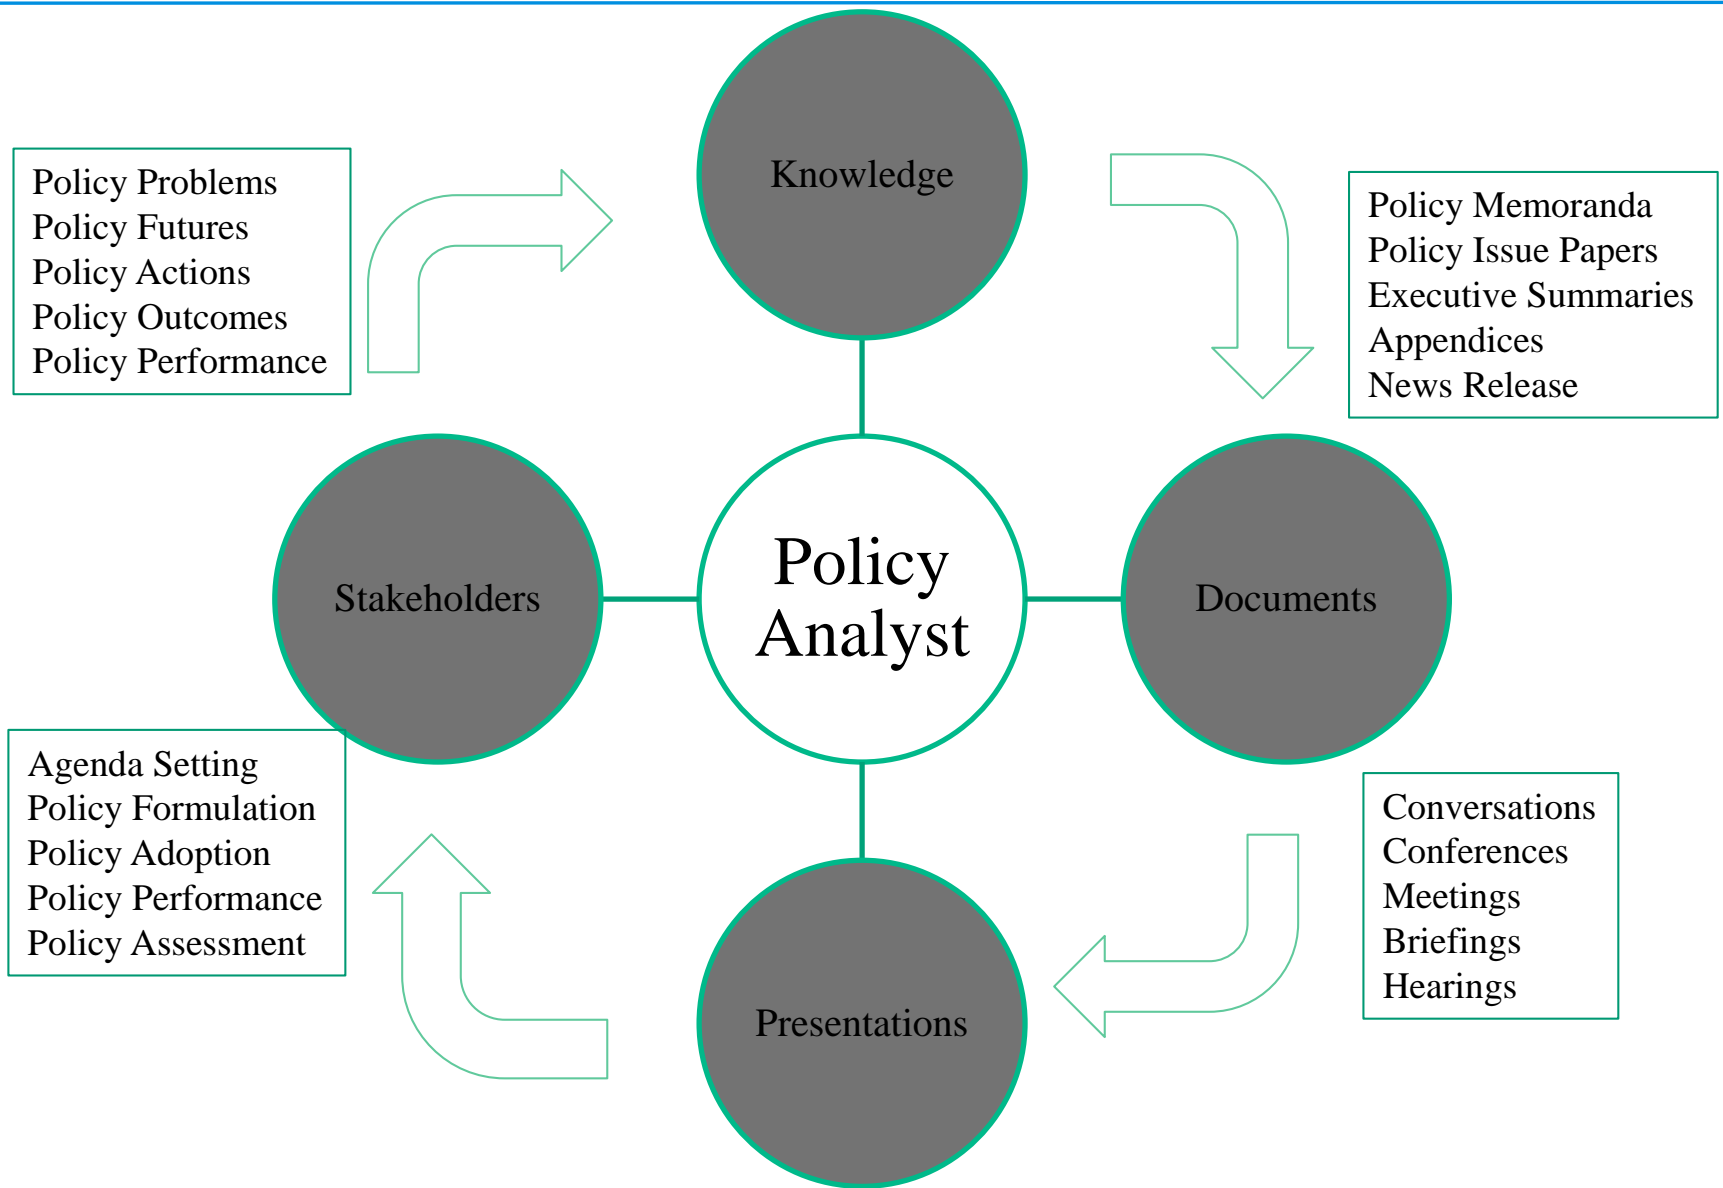 Knowledge
Policy Problems
Policy Futures
Policy Actions
Policy Outcomes
Policy Performance
Policy Memoranda
Policy Issue Papers
Executive Summaries
Appendices
News Release
Stakeholders
Policy
Analyst
Documents
Agenda Setting
Policy Formulation
Policy Adoption
Policy Performance
Policy Assessment
Conversations
Conferences
Meetings
Briefings
Hearings
Presentations